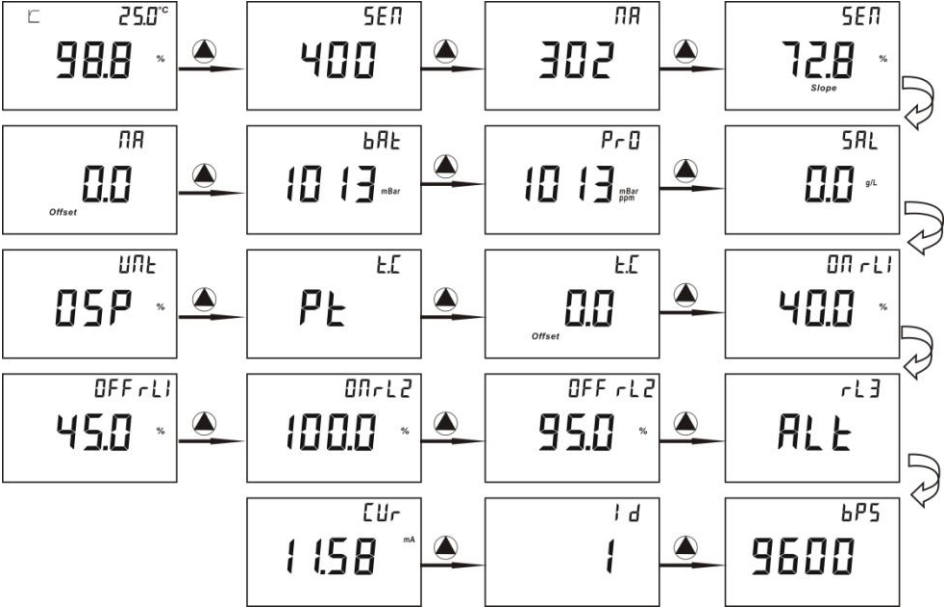 25.0°C
98.8 %
SEN
400
NA
302
SEN
72.8 %
Slope
NA
0.0
Offset
bAt
1013 mBar
PrO
1013 mBar
ppm
SAL
0.0 g/L
UNt
OSP %
t.C
Pt
t.C
0.0
Offset
ON rL1
40.0 %
OFF rL1
45.0 %
ONrL2
100.0 %
OFF rL2
95.0 %
rL3
ALt
CUr
11.58 mA
Id
1
bPS
9600